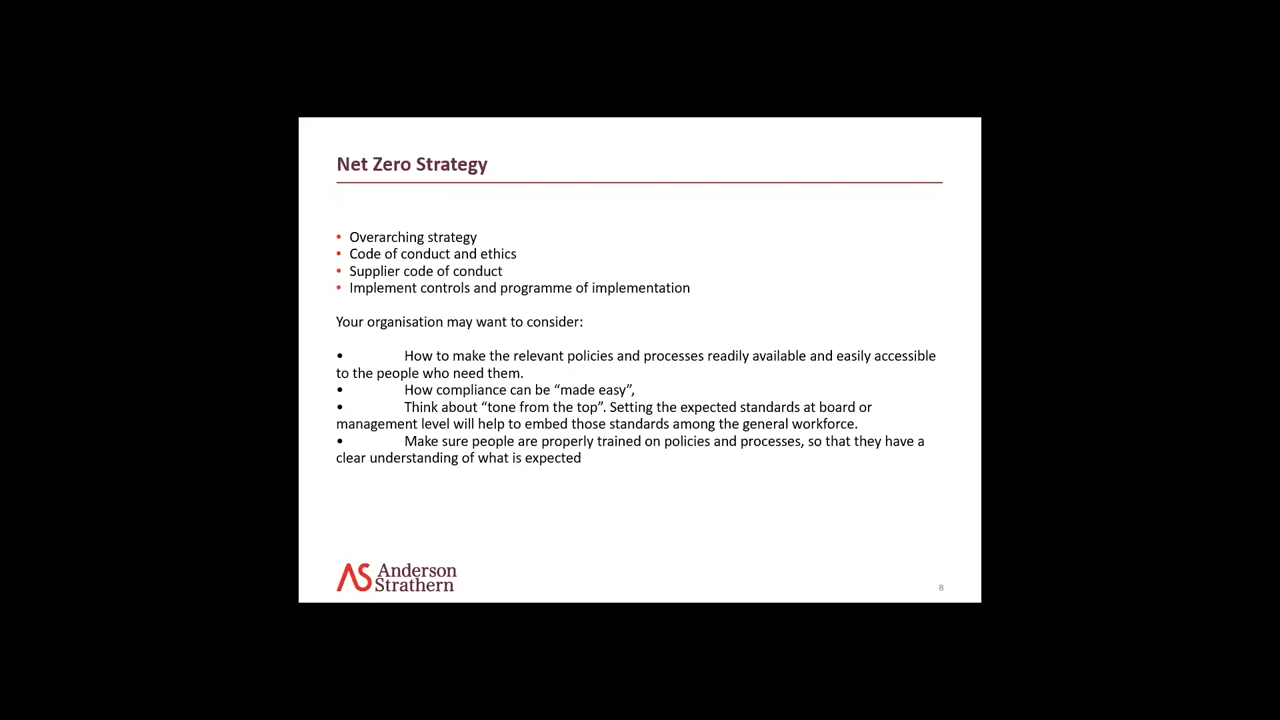 Net Zero Strategy
• Overarching strategy
• Code of conduct and ethics
• Supplier code of conduct
• Implement controls and programme of implementation
Your organisation may want to consider:
• How to make the relevant policies and processes readily available and easily accessible
to the people who need them.
• How compliance can be “made easy”,
• Think about “tone from the top”. Setting the expected standards at board or
management level will help to embed those standards among the general workforce.
• Make sure people are properly trained on policies and processes, so that they have a
clear understanding of what is expected
AS Anderson
Strathern
8